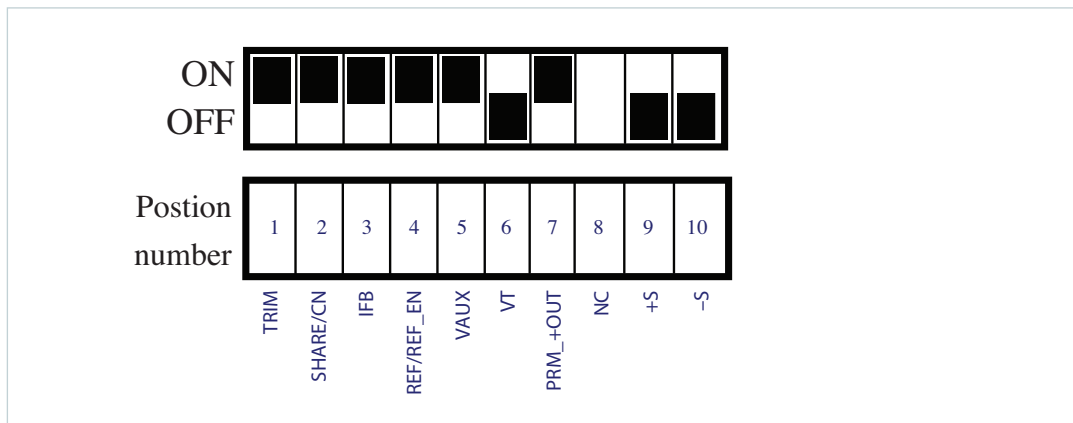 ON
OFF
Postion
number
1 2 3 4 5 6 7 8 9 10
TRIM
SHARE/CN
IFB
REF/REF_EN
VAUX
VT
PRM_+OUT
NC
+S
–S